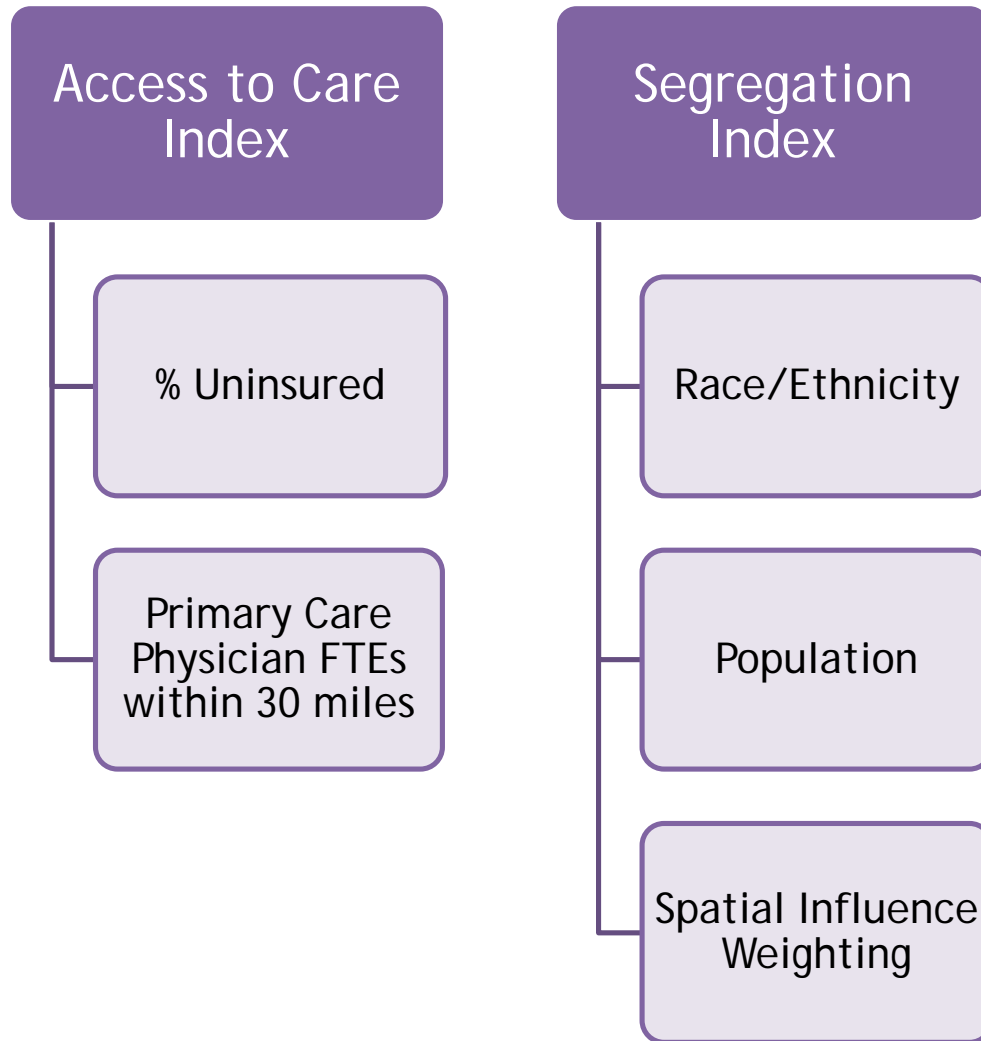 Access to Care
Index
% Uninsured
Primary Care
Physician FTEs
within 30 miles
Segregation
Index
Race/Ethnicity
Population
Spatial Influence
Weighting